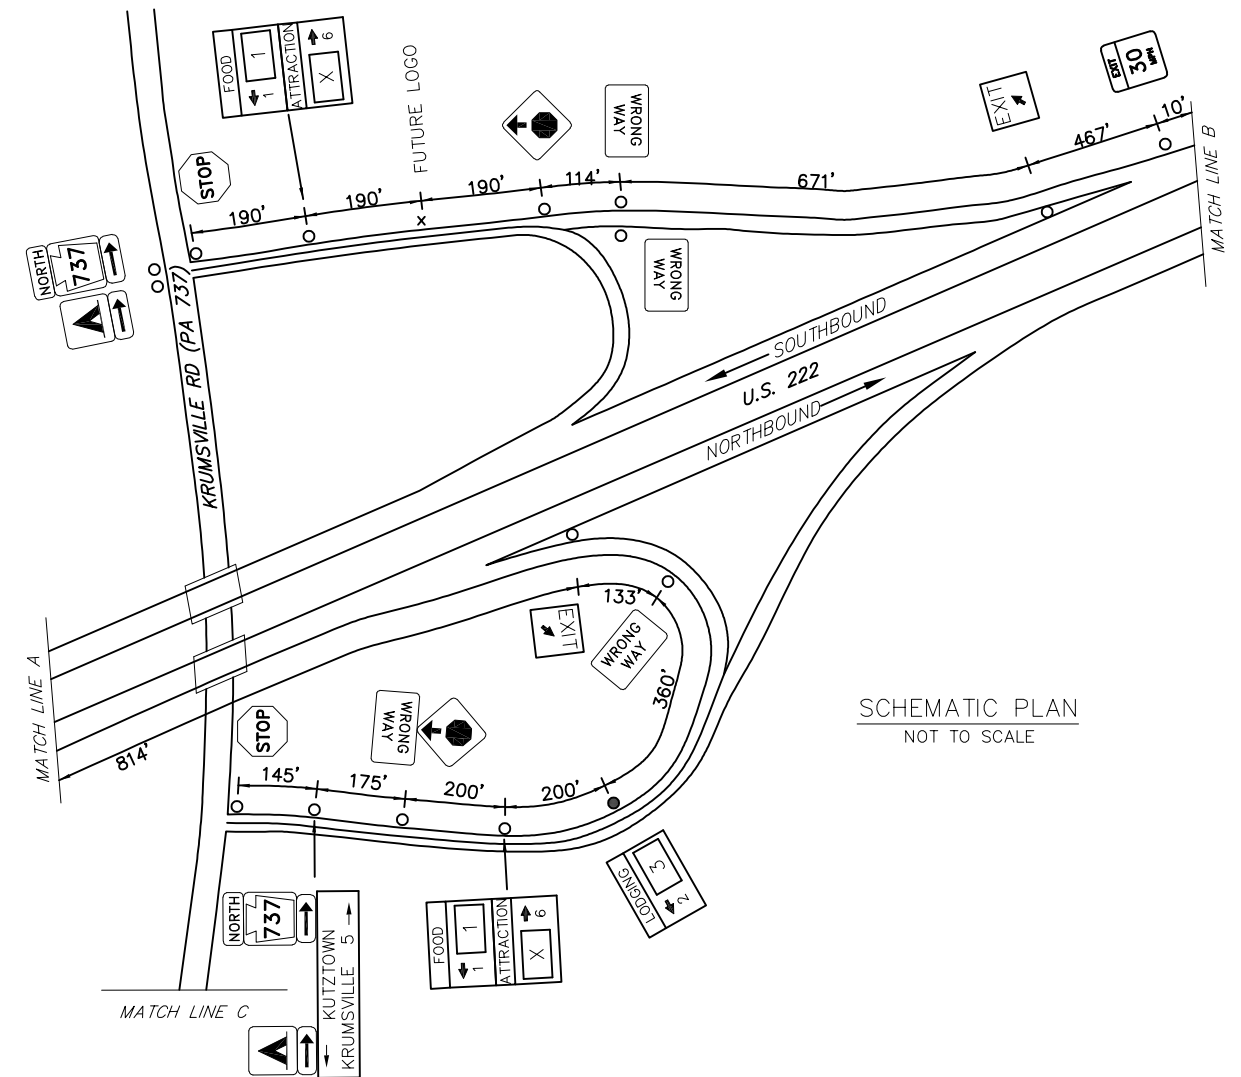 FOOD
1
1
ATTRACTION
6
X
FUTURE LOGO
WRONG
WAY
EXIT
EXIT
30
MPH
10'
467'
MATCH LINE B
STOP
190'
190'
190'
114'
671'
x
NORTH
737
WRONG
WAY
KRUMSVILLE RD (PA 737)
SOUTHBOUND
U.S. 222
NORTHBOUND
MATCH LINE A
814'
EXIT
133'
WRONG
WAY
360'
STOP
WRONG
WAY
SCHEMATIC PLAN
NOT TO SCALE
145'
175'
200'
200'
LODGING
3
2
NORTH
737
KUTZTOWN
KRUMSVILLE 5
FOOD
1
1
ATTRACTION
6
X
MATCH LINE C